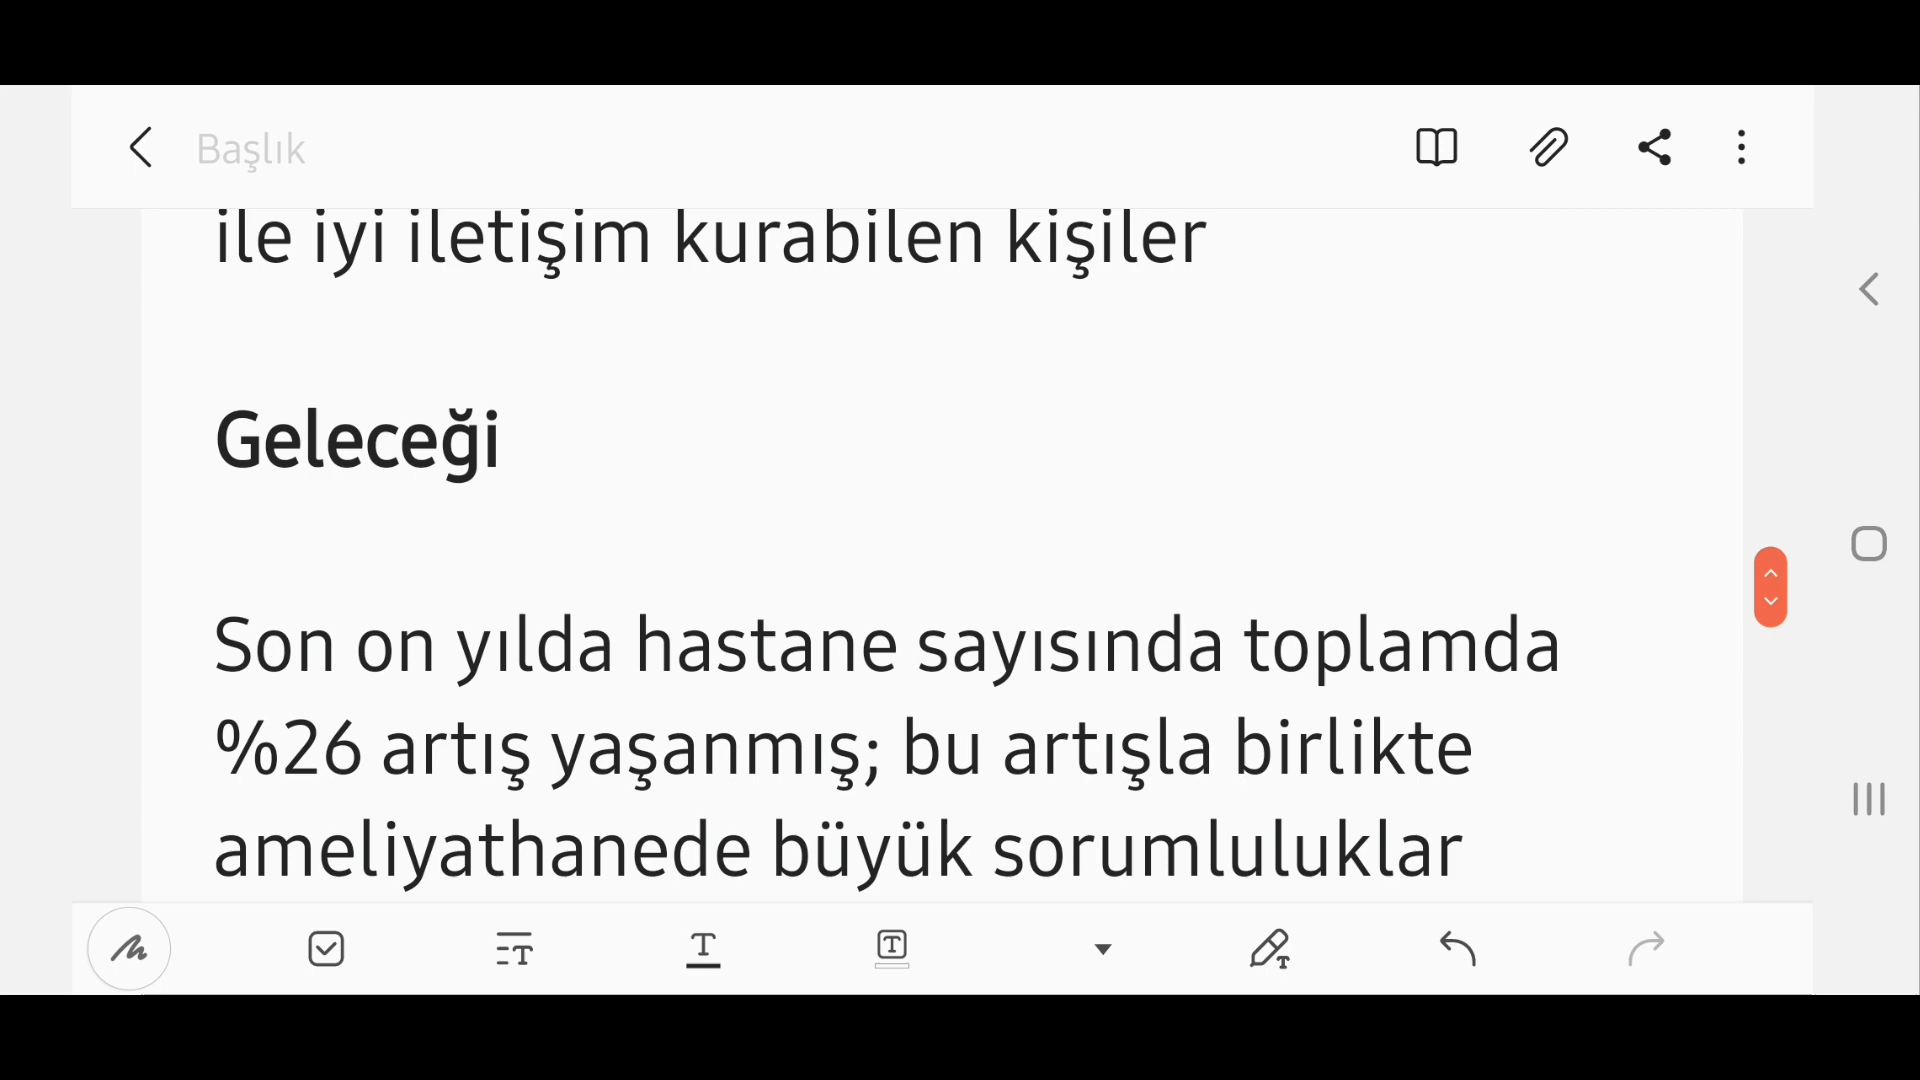 Başlık
ile iyi iletişim kurabilen kişiler
Geleceği
Son on yılda hastane sayısında toplamda
%26 artış yaşanmış; bu artışla birlikte
ameliyathanede büyük sorumluluklar